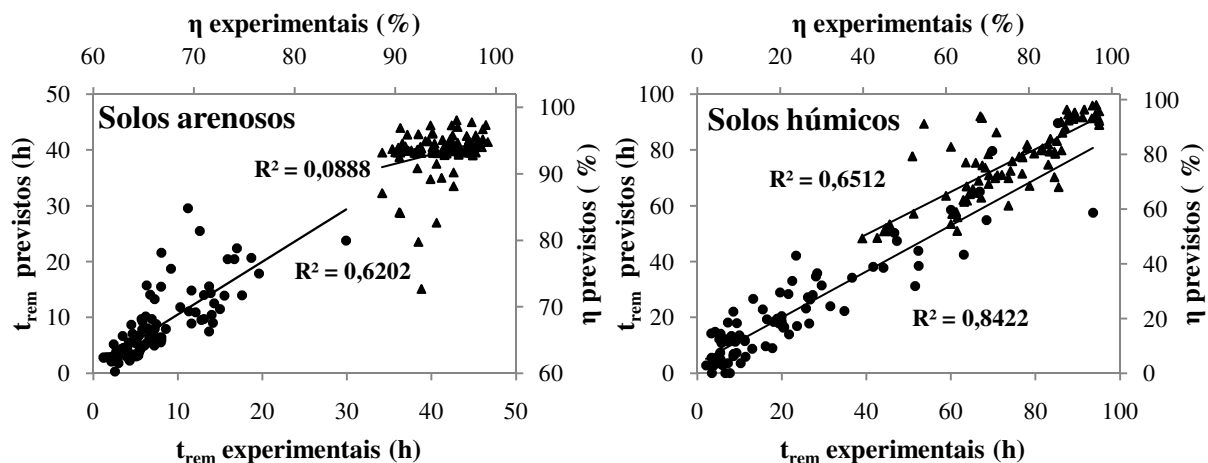 η experimentais (%)
60 70 80 90 100
Solos arenosos
t_rem previstos (h)
50
40
30
20
10
0
100
90
80
70
60
η previstos ( %)
R² = 0,0888
R² = 0,6202
0 10 20 30 40 50
t_rem experimentais (h)
η experimentais (%)
0 20 40 60 80 100
Solos húmicos
t_rem previstos (h)
100
80
60
40
20
0
100
80
60
40
20
0
η previstos ( %)
R² = 0,6512
R² = 0,8422
0 20 40 60 80 100
t_rem experimentais (h)